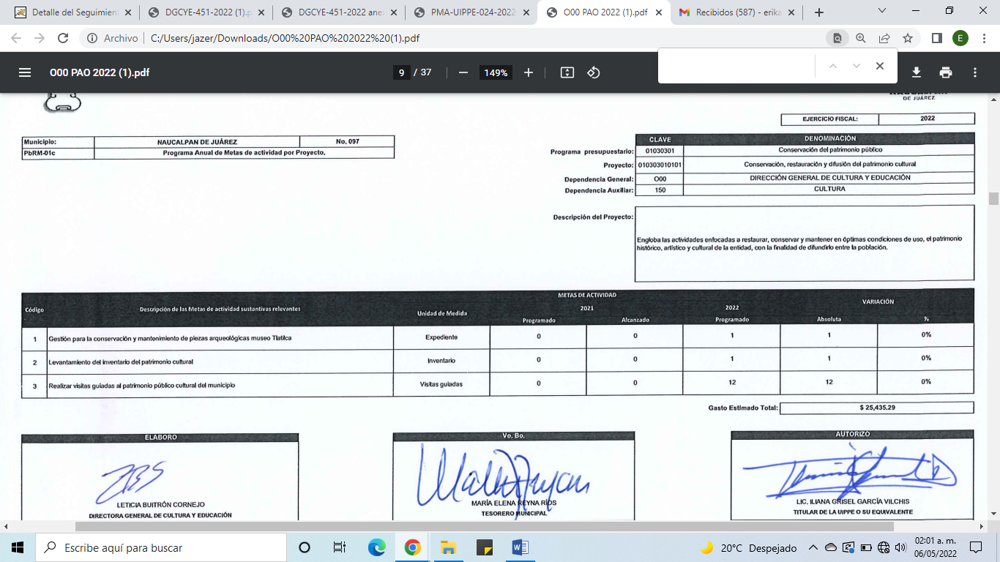 Detalle del Seguimien
DGCYE-451-2022 (1).p
DGCYE-451-2022 ane
PMA-UIPPE-024-2022
O00 PAO 2022 (1).pdf
Recibidos (587) - erika
Archivo
C:/Users/jazer/Downloads/O00%20PAO%202022%20(1).pdf
E
O00 PAO 2022 (1).pdf
9 / 37
149%
NAUCALPAN
DE JUÁREZ
EJERCICIO FISCAL: 2022
Municipio: NAUCALPAN DE JUÁREZ No. 097
PbRM-01c Programa Anual de Metas de actividad por Proyecto.
CLAVE DENOMINACIÓN
Programa presupuestario: 01030301 Conservación del patrimonio público
Proyecto: 010303010101 Conservación, restauración y difusión del patrimonio cultural
Dependencia General: O00 DIRECCIÓN GENERAL DE CULTURA Y EDUCACIÓN
Dependencia Auxiliar: 150 CULTURA
Descripción del Proyecto:
Engloba las actividades enfocadas a restaurar, conservar y mantener en óptimas condiciones de uso, el patrimonio
histórico, artístico y cultural de la entidad, con la finalidad de difundirlo entre la población.
METAS DE ACTIVIDAD
Código Descripción de las Metas de actividad sustantivas relevantes Unidad de Medida 2021 2022 VARIACIÓN
Programado Alcanzado Programado Absoluta %
1 Gestión para la conservación y mantenimiento de piezas arqueológicas museo Tlatilca Expediente 0 0 1 1 0%
2 Levantamiento del inventario del patrimonio cultural Inventario 0 0 1 1 0%
3 Realizar visitas guiadas al patrimonio público cultural del municipio Visitas guiadas 0 0 12 12 0%
Gasto Estimado Total: $ 25,435.29
ELABORO
Vo. Bo.
AUTORIZO
LETICIA BUITRÓN CORNEJO
DIRECTORA GENERAL DE CULTURA Y EDUCACIÓN
MARÍA ELENA REYNA RÍOS
TESORERO MUNICIPAL
LIC. ILIANA GRISEL GARCÍA VILCHIS
TITULAR DE LA UIPPE O SU EQUIVALENTE
Escribe aquí para buscar
20°C Despejado
02:01 a. m.
06/05/2022